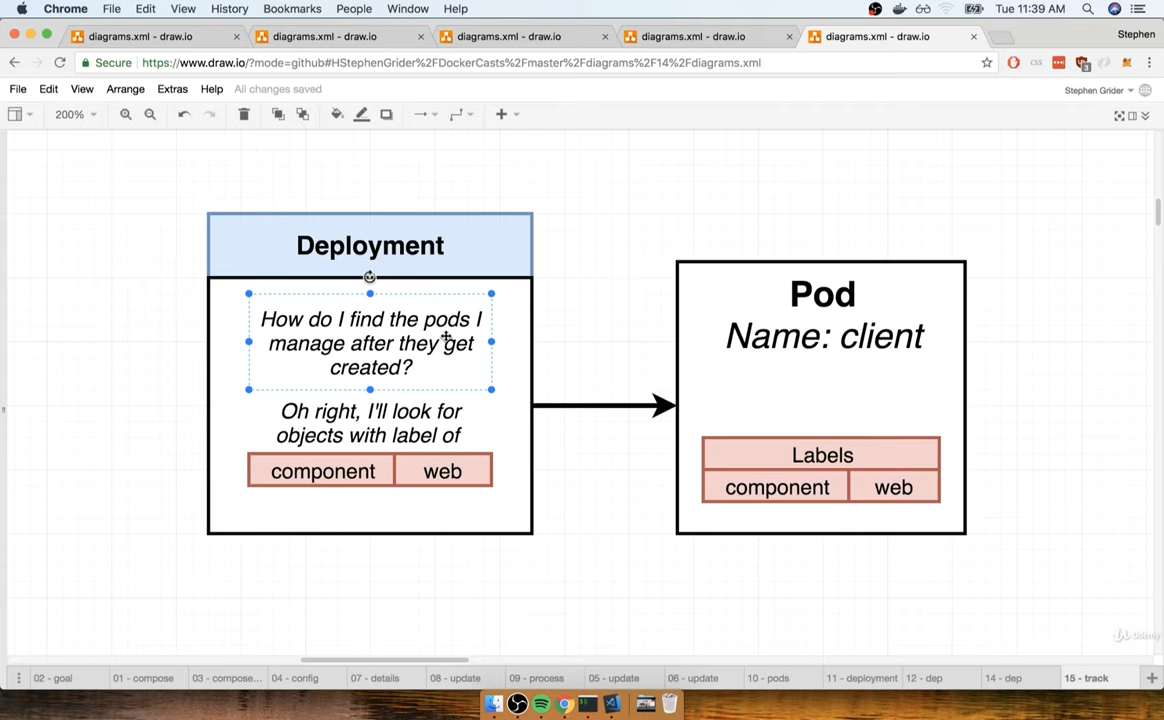 Chrome File Edit View History Bookmarks People Window Help Tue 11:39 AM
diagrams.xml - draw.io diagrams.xml - draw.io diagrams.xml - draw.io diagrams.xml - draw.io diagrams.xml - draw.io Stephen
Secure https://www.draw.io/?mode=github#HStephenGrider%2FDockerCasts%2Fmaster%2Fdiagrams%2F14%2Fdiagrams.xml
File Edit View Arrange Extras Help All changes saved Stephen Grider
200%
Deployment
How do I find the pods I
manage after they get
created?
Oh right, I'll look for
objects with label of
component web
Pod
Name: client
Labels
component web
Udemy
02 - goal 01 - compose 03 - compose... 04 - config 07 - details 08 - update 09 - process 05 - update 06 - update 10 - pods 11 - deployment 12 - dep 14 - dep 15 - track